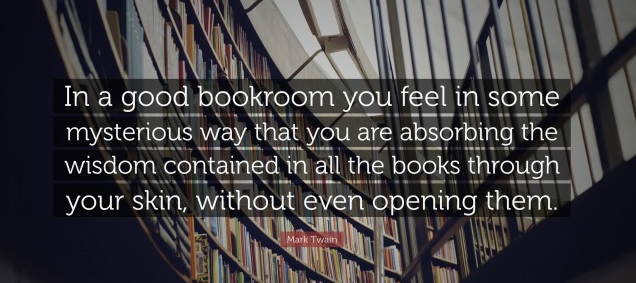 In a good bookroom you feel in some
mysterious way that you are absorbing the
wisdom contained in all the books through
your skin, without even opening them.
Mark Twain